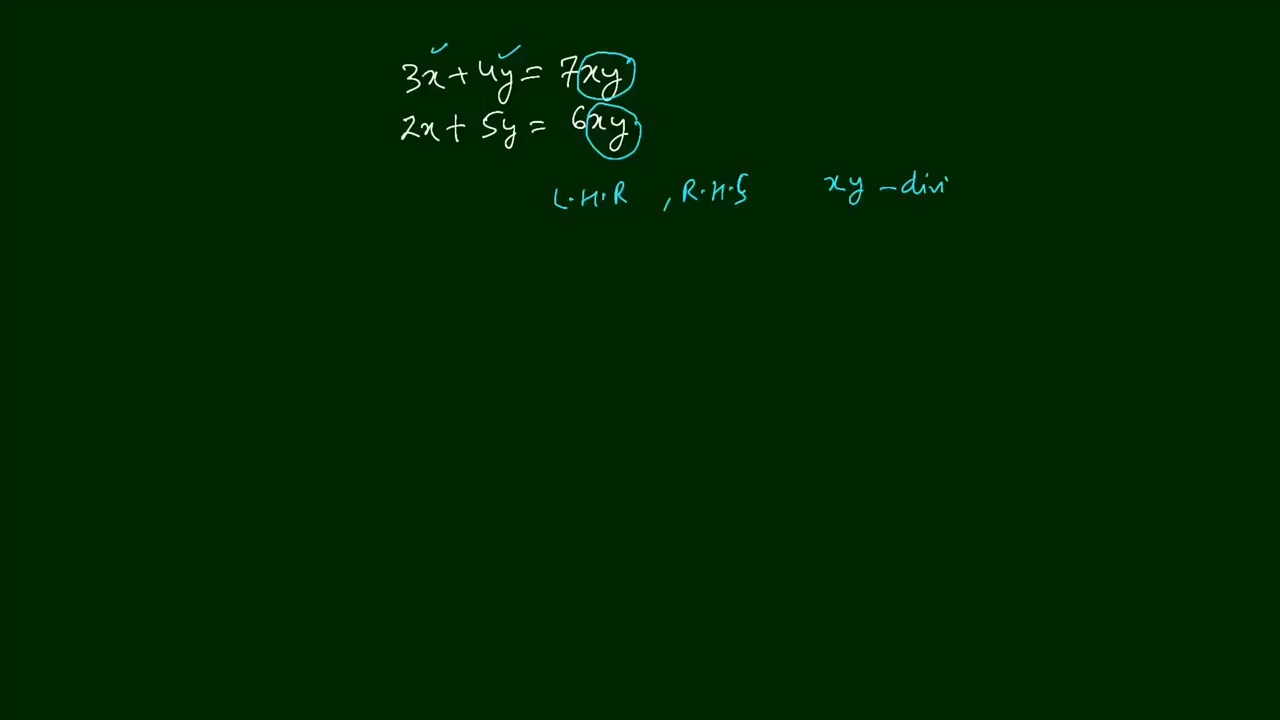 3x + 4y = 7xy
2x + 5y = 6xy
L.H.R , R.H.S xy - divi